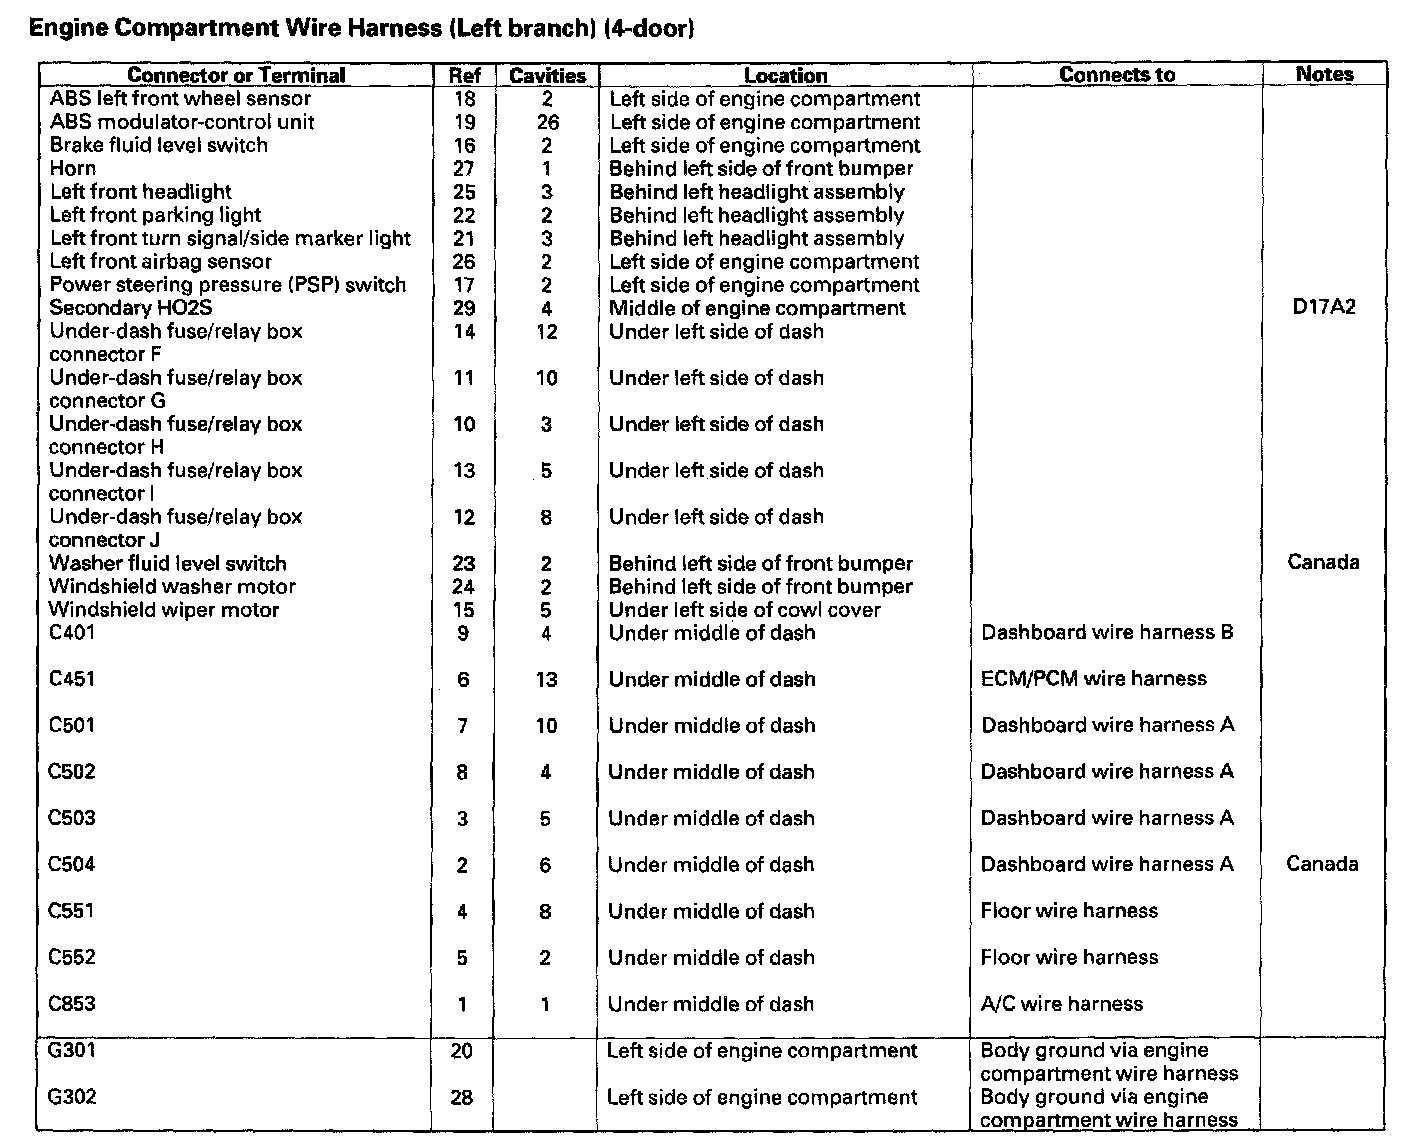 Engine Compartment Wire Harness (Left branch) (4-door)
Connector or Terminal Ref Cavities Location Connects to Notes
ABS left front wheel sensor 18 2 Left side of engine compartment
ABS modulator-control unit 19 26 Left side of engine compartment
Brake fluid level switch 16 2 Left side of engine compartment
Horn 27 1 Behind left side of front bumper
Left front headlight 25 3 Behind left headlight assembly
Left front parking light 22 2 Behind left headlight assembly
Left front turn signal/side marker light 21 3 Behind left headlight assembly
Left front airbag sensor 26 2 Left side of engine compartment
Power steering pressure (PSP) switch 17 2 Left side of engine compartment
Secondary HO2S 29 4 Middle of engine compartment D17A2
Under-dash fuse/relay box 14 12 Under left side of dash
connector F
Under-dash fuse/relay box 11 10 Under left side of dash
connector G
Under-dash fuse/relay box 10 3 Under left side of dash
connector H
Under-dash fuse/relay box 13 5 Under left side of dash
connector I
Under-dash fuse/relay box 12 8 Under left side of dash
connector J
Washer fluid level switch 23 2 Behind left side of front bumper Canada
Windshield washer motor 24 2 Behind left side of front bumper
Windshield wiper motor 15 5 Under left side of cowl cover
C401 9 4 Under middle of dash Dashboard wire harness B
C451 6 13 Under middle of dash ECM/PCM wire harness
C501 7 10 Under middle of dash Dashboard wire harness A
C502 8 4 Under middle of dash Dashboard wire harness A
C503 3 5 Under middle of dash Dashboard wire harness A
C504 2 6 Under middle of dash Dashboard wire harness A Canada
C551 4 8 Under middle of dash Floor wire harness
C552 5 2 Under middle of dash Floor wire harness
C853 1 1 Under middle of dash A/C wire harness
G301 20 Left side of engine compartment Body ground via engine
compartment wire harness
G302 28 Left side of engine compartment Body ground via engine
compartment wire harness